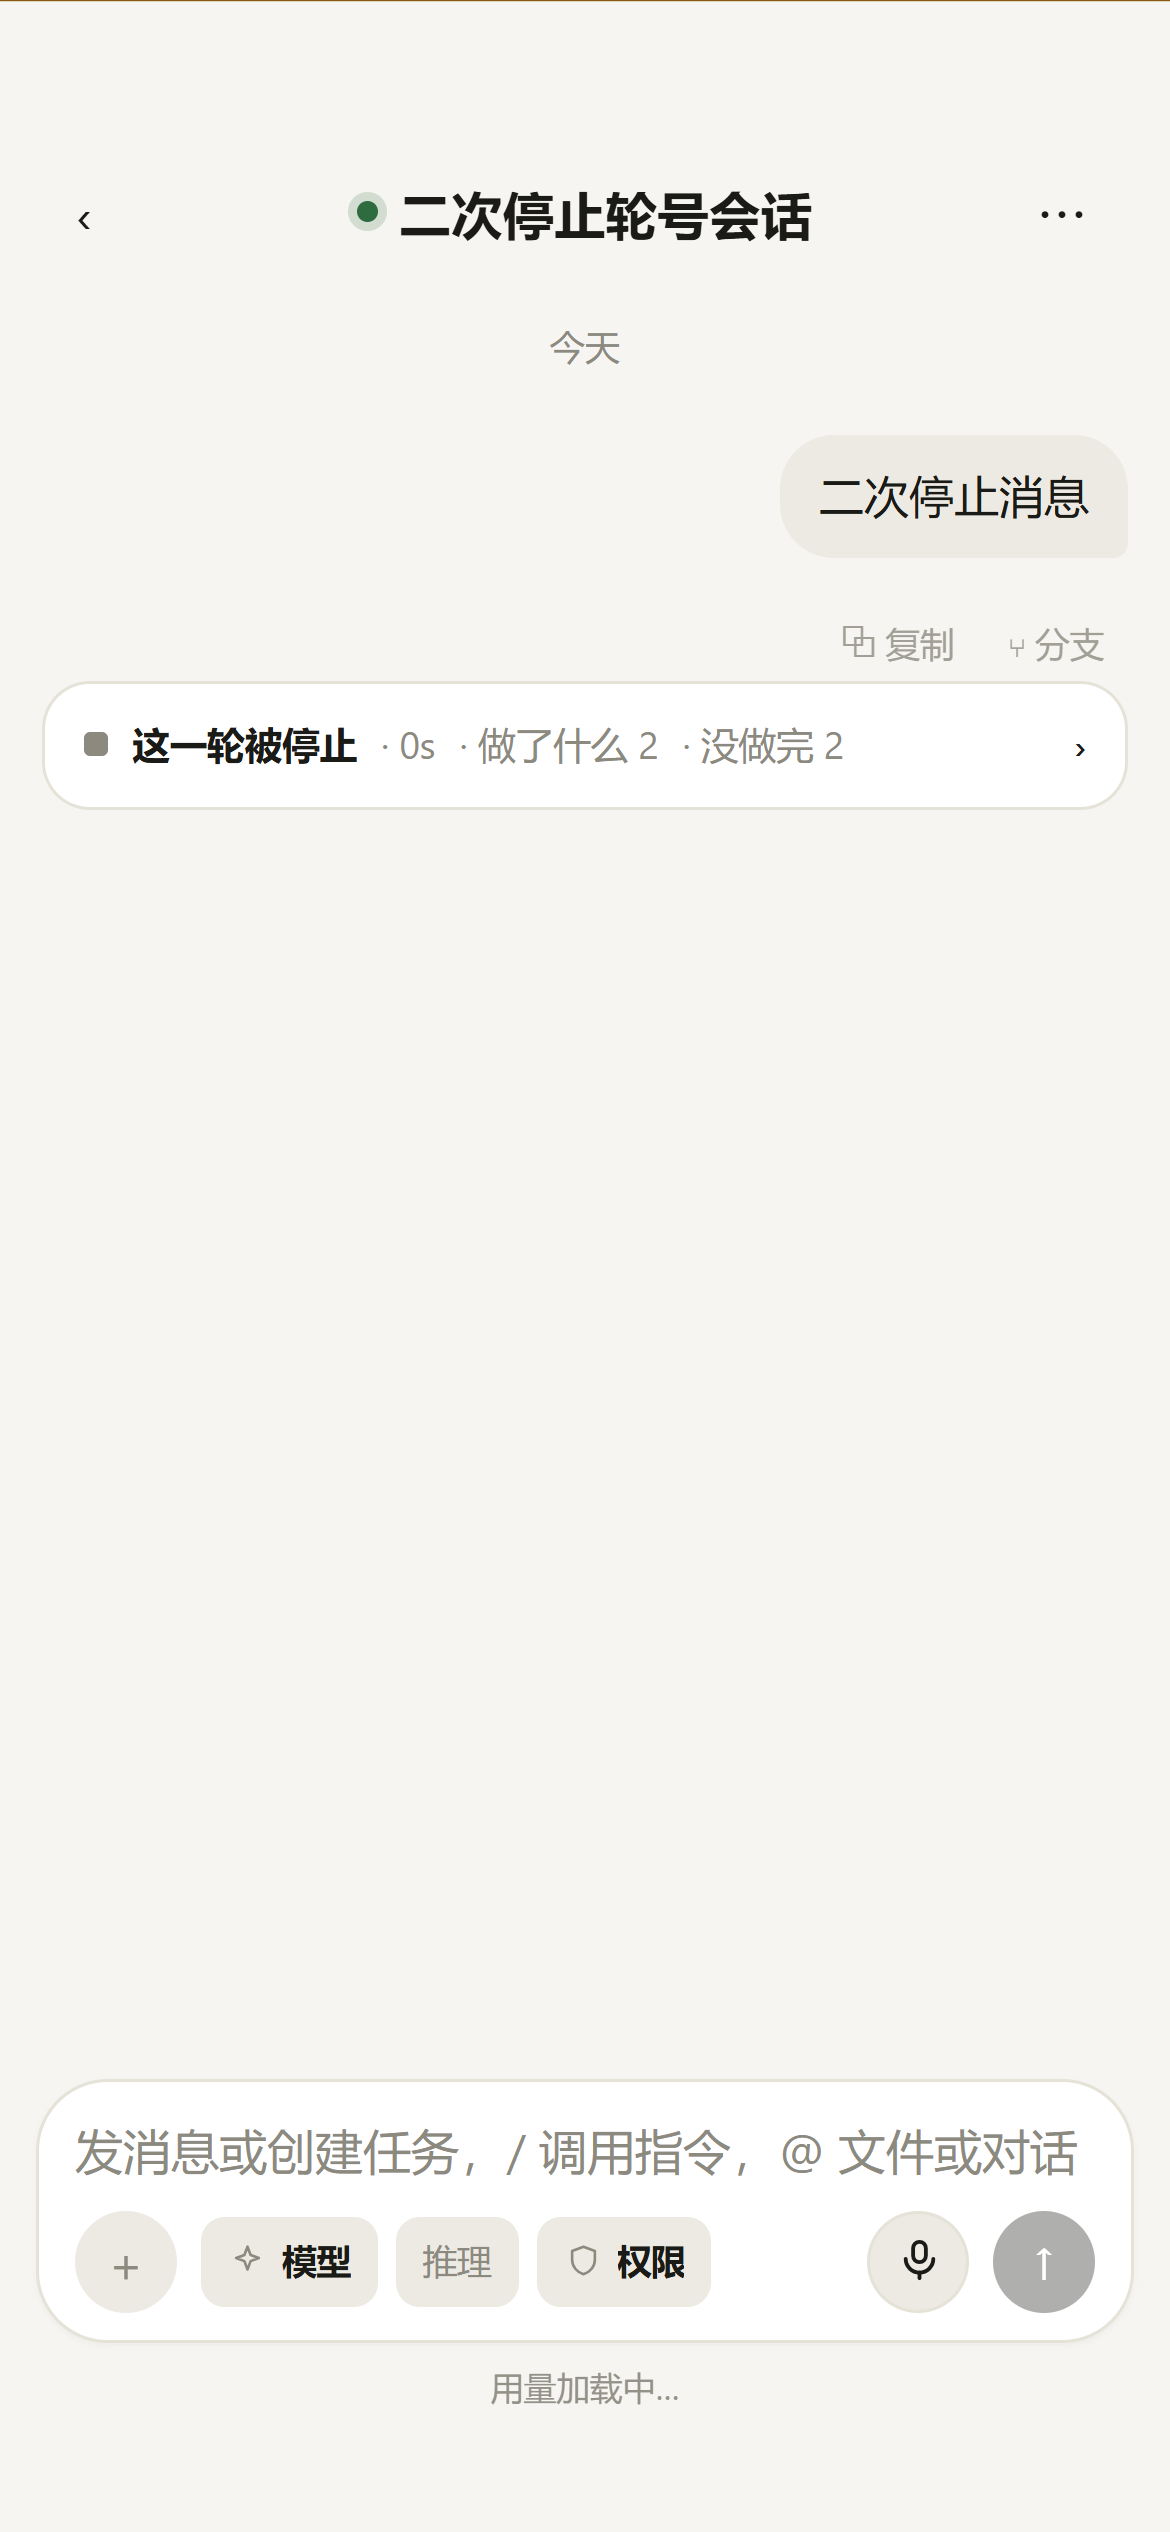 二次停止轮号会话
今天
二次停止消息
复制 分支
这一轮被停止 · 0s · 做了什么 2 · 没做完 2
发消息或创建任务，/ 调用指令，@ 文件或对话
模型 推理 权限
用量加载中...